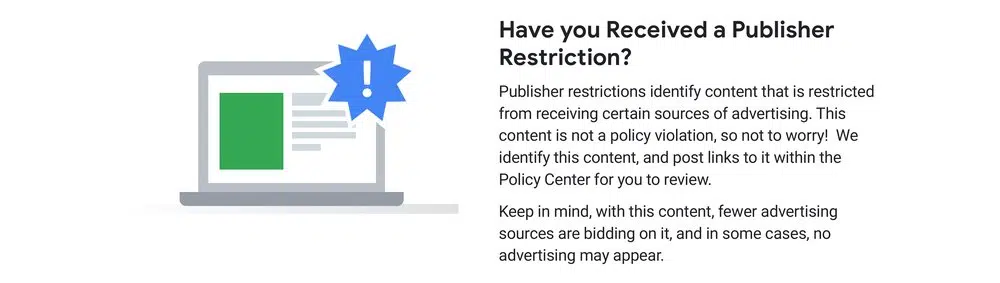 Have you Received a Publisher
Restriction?
Publisher restrictions identify content that is restricted
from receiving certain sources of advertising. This
content is not a policy violation, so not to worry!  We
identify this content, and post links to it within the
Policy Center for you to review.
Keep in mind, with this content, fewer advertising
sources are bidding on it, and in some cases, no
advertising may appear.